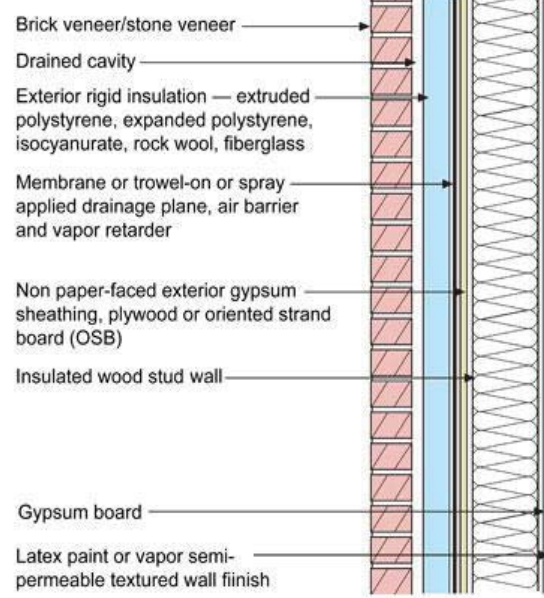 Brick veneer/stone veneer
Drained cavity
Exterior rigid insulation — extruded
polystyrene, expanded polystyrene,
isocyanurate, rock wool, fiberglass
Membrane or trowel-on or spray
applied drainage plane, air barrier
and vapor retarder
Non paper-faced exterior gypsum
sheathing, plywood or oriented strand
board (OSB)
Insulated wood stud wall
Gypsum board
Latex paint or vapor semi-
permeable textured wall fiinish